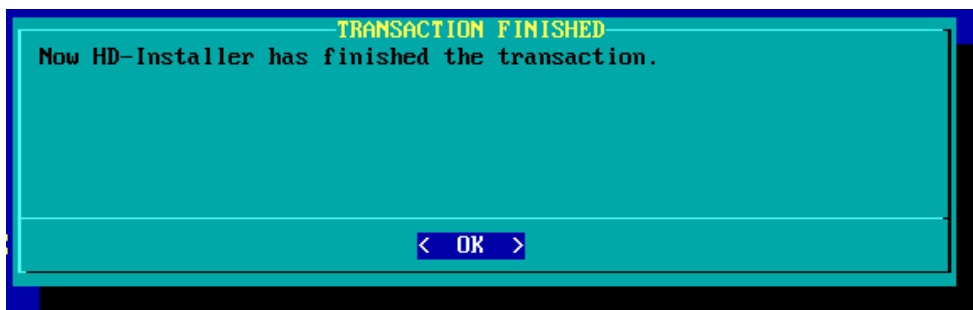 TRANSACTION FINISHED
Now HD-Installer has finished the transaction.
< OK >